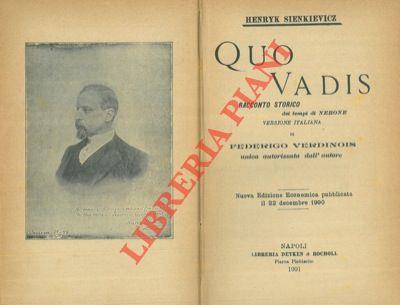 HENRYK SIENKIEVICZ
QUO
VADIS
RACCONTO STORICO
dei tempi di NERONE
VERSIONE ITALIANA
DI
FEDERIGO VERDINOIS
unica autorizzata dall' autore
Nuova Edizione Economica pubblicata
il 22 decembre 1900
NAPOLI
LIBRERIA DETKEN & ROCHOLL
Piazza Plebiscito
1901
LIBRERIA PIANI